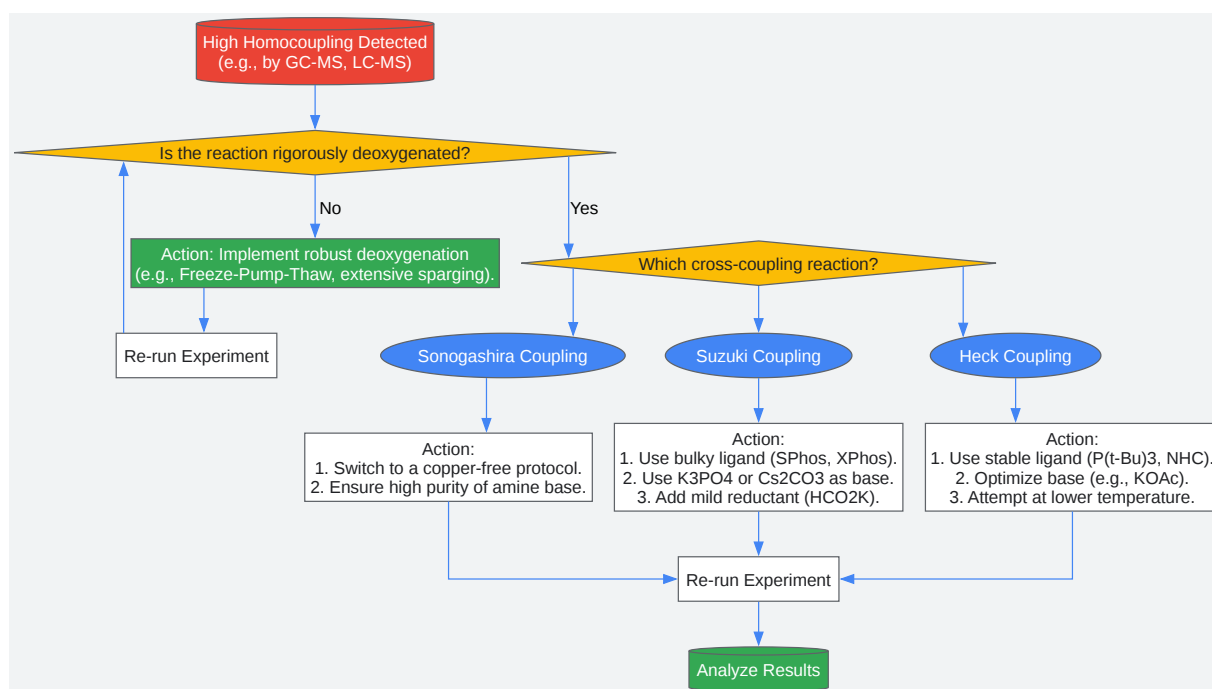 High Homocoupling Detected
(e.g., by GC-MS, LC-MS)
Is the reaction rigorously deoxygenated?
No
Yes
Action: Implement robust deoxygenation
(e.g., Freeze-Pump-Thaw, extensive sparging).
Which cross-coupling reaction?
Re-run Experiment
Sonogashira Coupling
Suzuki Coupling
Heck Coupling
Action:
1. Switch to a copper-free protocol.
2. Ensure high purity of amine base.
Action:
1. Use bulky ligand (SPhos, XPhos).
2. Use K3PO4 or Cs2CO3 as base.
3. Add mild reductant (HCO2K).
Action:
1. Use stable ligand (P(t-Bu)3, NHC).
2. Optimize base (e.g., KOAc).
3. Attempt at lower temperature.
Re-run Experiment
Analyze Results